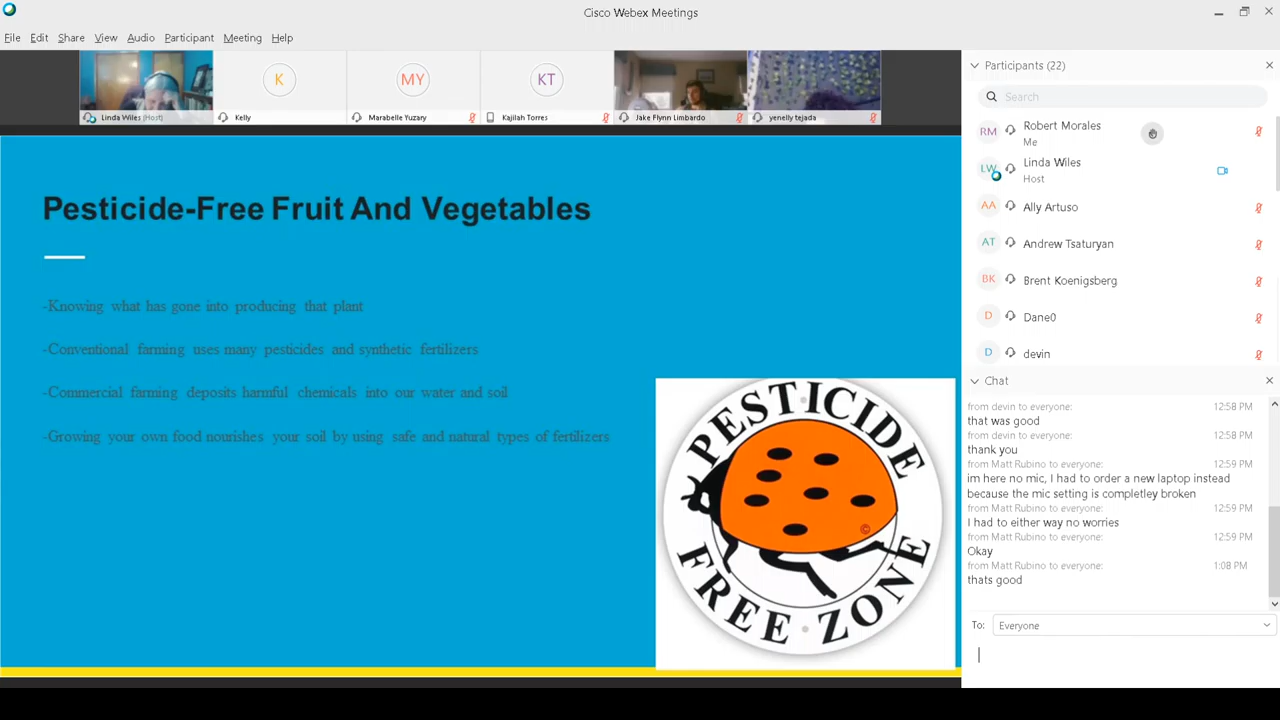 Cisco Webex Meetings
File Edit Share View Audio Participant Meeting Help
Linda Wiles (Host)
K
Kelly
MY
Marabelle Yuzary
KT
Kajilah Torres
Jake Flynn Limbardo
yenelly tejada
Pesticide-Free Fruit And Vegetables
-Knowing what has gone into producing that plant
-Conventional farming uses many pesticides and synthetic fertilizers
-Commercial farming deposits harmful chemicals into our water and soil
-Growing your own food nourishes your soil by using safe and natural types of fertilizers
PESTICIDE
FREE ZONE
©
Participants (22)
Search
RM Robert Morales
Me
LW Linda Wiles
Host
AA Ally Artuso
AT Andrew Tsaturyan
BK Brent Koenigsberg
D Dane0
D devin
Chat
from devin to everyone: 12:58 PM
that was good
from devin to everyone: 12:58 PM
thank you
from Matt Rubino to everyone: 12:59 PM
im here no mic, I had to order a new laptop instead
because the mic setting is completley broken
from Matt Rubino to everyone: 12:59 PM
I had to either way no worries
from Matt Rubino to everyone: 12:59 PM
Okay
from Matt Rubino to everyone: 1:08 PM
thats good
To: Everyone